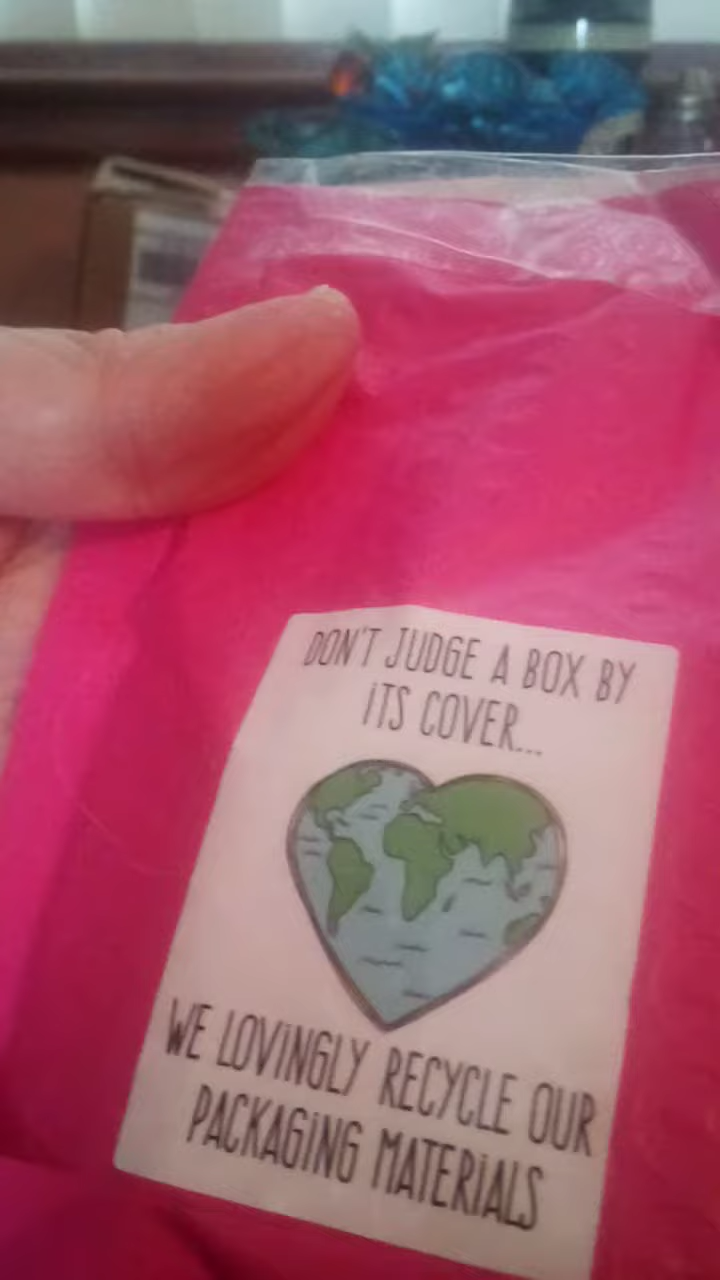 DON'T JUDGE A BOX BY
ITS COVER...
WE LOVINGLY RECYCLE OUR
PACKAGING MATERIALS